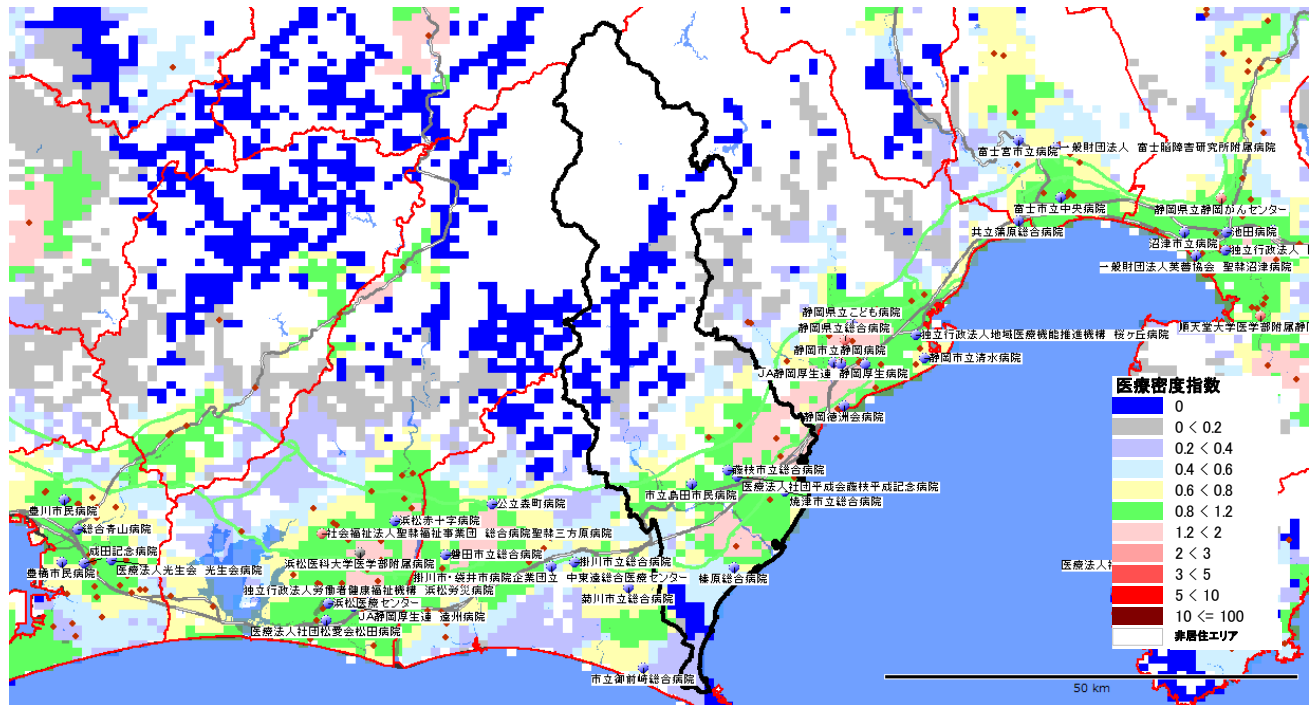 富士宮市立病院
一般財団法人 富士脳障害研究所附属病院
富士市立中央病院
静岡県立静岡がんセンター
共立蒲原総合病院
池田病院
沼津市立病院
独立行政法人
一般財団法人芙蓉協会 聖隷沼津病院
静岡県立こども病院
順天堂大学医学部附属静岡
静岡県立総合病院
独立行政法人地域医療機能推進機構 桜ヶ丘病院
静岡市立静岡病院
静岡市立清水病院
JA静岡厚生連 静岡厚生病院
静岡徳洲会病院
藤枝市立総合病院
市立島田市民病院
医療法人社団平成会藤枝平成記念病院
焼津市立総合病院
豊川市民病院
公立森町病院
浜松赤十字病院
総合青山病院
社会福祉法人聖隷福祉事業団 総合病院聖隷三方原病院
成田記念病院
磐田市立総合病院
豊橋市民病院
医療法人光生会 光生会病院
浜松医科大学医学部附属病院
掛川市立総合病院
榛原総合病院
掛川市・袋井市病院企業団立 中東遠総合医療センター
独立行政法人労働者健康福祉機構 浜松労災病院
菊川市立総合病院
浜松医療センター
JA静岡厚生連 遠州病院
医療法人社団松愛会松田病院
市立御前崎総合病院
医療法人社
医療密度指数
0
0 < 0.2
0.2 < 0.4
0.4 < 0.6
0.6 < 0.8
0.8 < 1.2
1.2 < 2
2 < 3
3 < 5
5 < 10
10 <= 100
非居住エリア
50 km